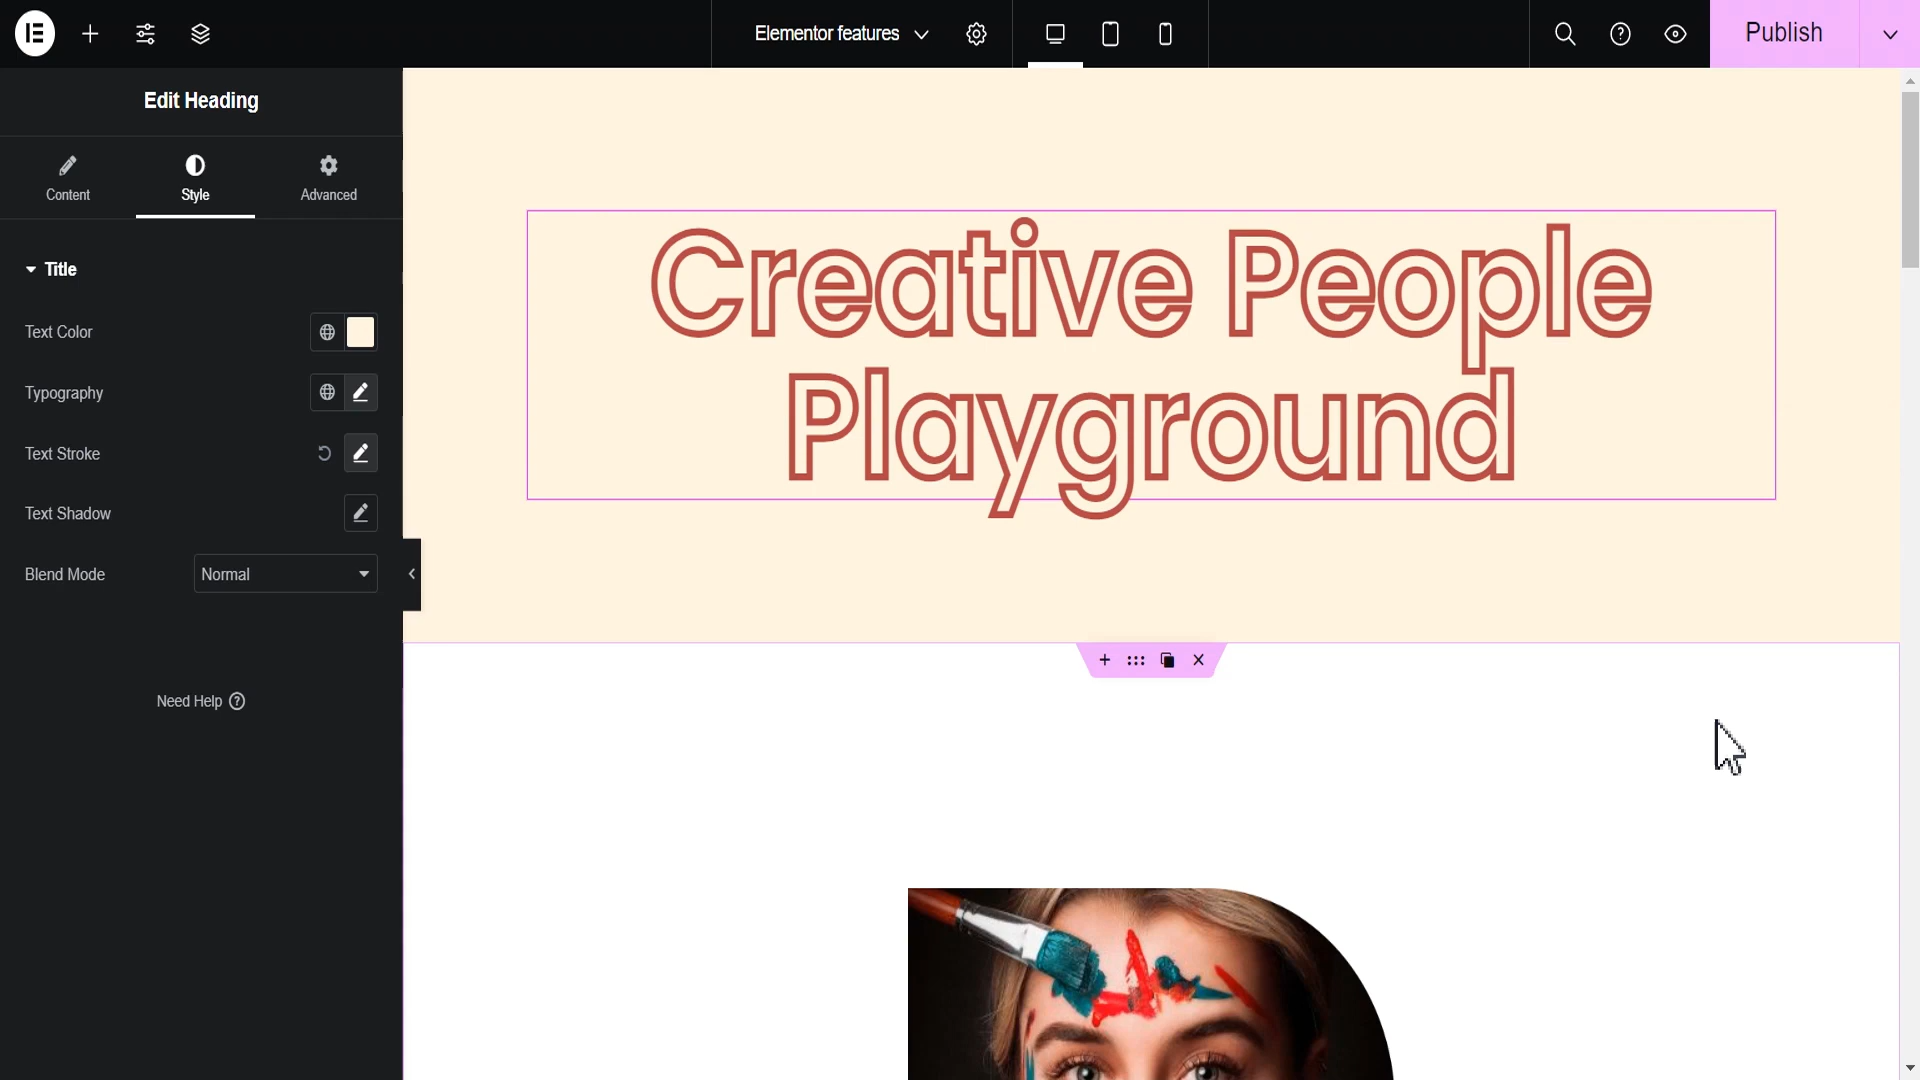 Elementor features
Publish
Edit Heading
Content
Style
Advanced
Title
Text Color
Typography
Text Stroke
Text Shadow
Blend Mode
Normal
Need Help
Creative People
Playground